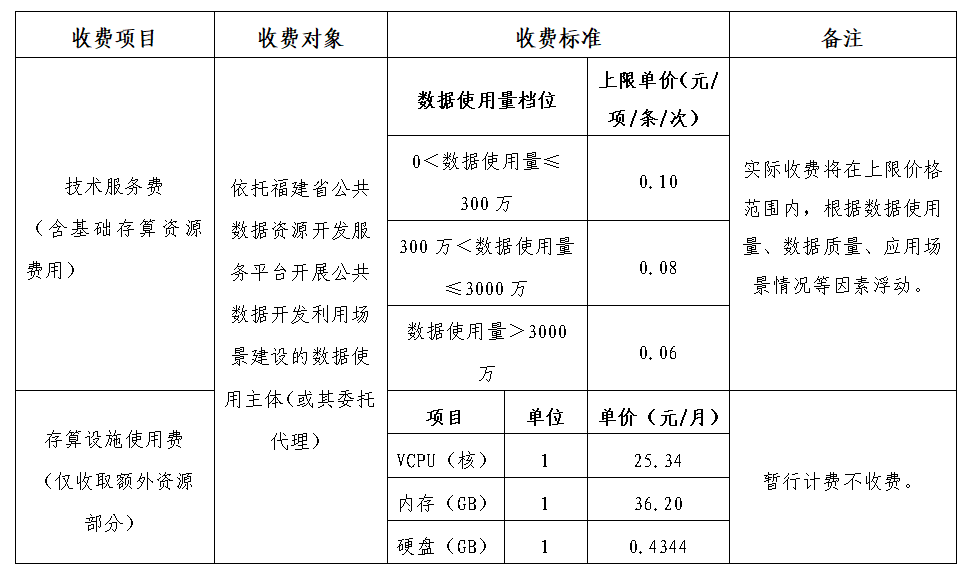 收费项目
收费对象
收费标准
备注
技术服务费
（含基础存算资源
费用）
依托福建省公共
数据资源开发服
务平台开展公共
数据开发利用场
景建设的数据使
用主体（或其委托
代理）
数据使用量档位
上限单价（元/
项/条/次）
0＜数据使用量≤
300万
0.10
300万＜数据使用量
≤3000万
0.08
数据使用量＞3000
万
0.06
实际收费将在上限价格
范围内，根据数据使用
量、数据质量、应用场
景情况等因素浮动。
存算设施使用费
（仅收取额外资源
部分）
项目
单位
单价（元/月）
VCPU（核）
1
25.34
内存（GB）
1
36.20
硬盘（GB）
1
0.4344
暂行计费不收费。